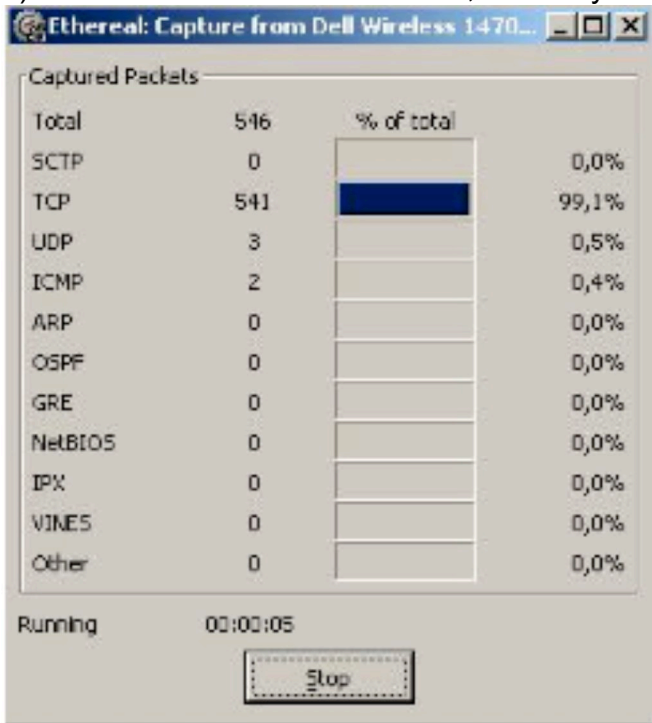 Ethereal: Capture from Dell Wireless 1470...
Captured Packets
Total 546 % of total
SCTP 0 0,0%
TCP 541 99,1%
UDP 3 0,5%
ICMP 2 0,4%
ARP 0 0,0%
OSPF 0 0,0%
GRE 0 0,0%
NetBIOS 0 0,0%
IPX 0 0,0%
VINES 0 0,0%
Other 0 0,0%
Running 00:00:05
Stop